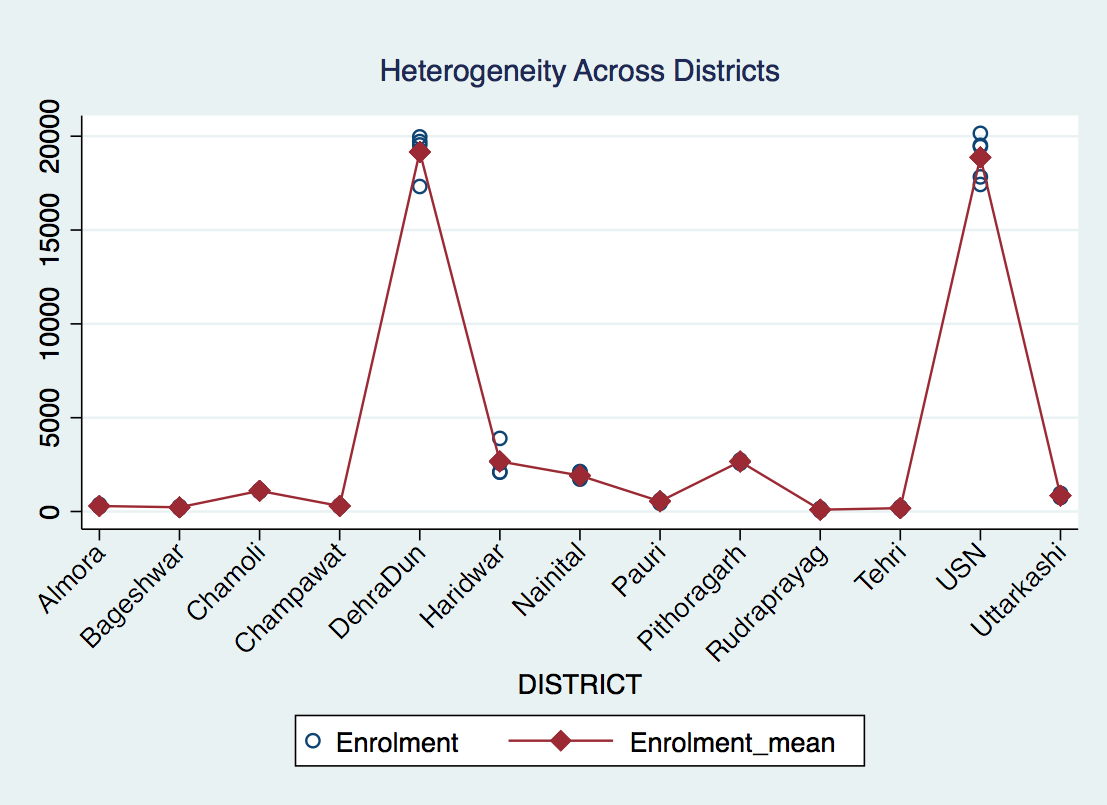 Heterogeneity Across Districts
20000
15000
10000
5000
0
Almora
Bageshwar
Chamoli
Champawat
DehraDun
Haridwar
Nainital
Pauri
Pithoragarh
Rudraprayag
Tehri
USN
Uttarkashi
DISTRICT
Enrolment
Enrolment_mean